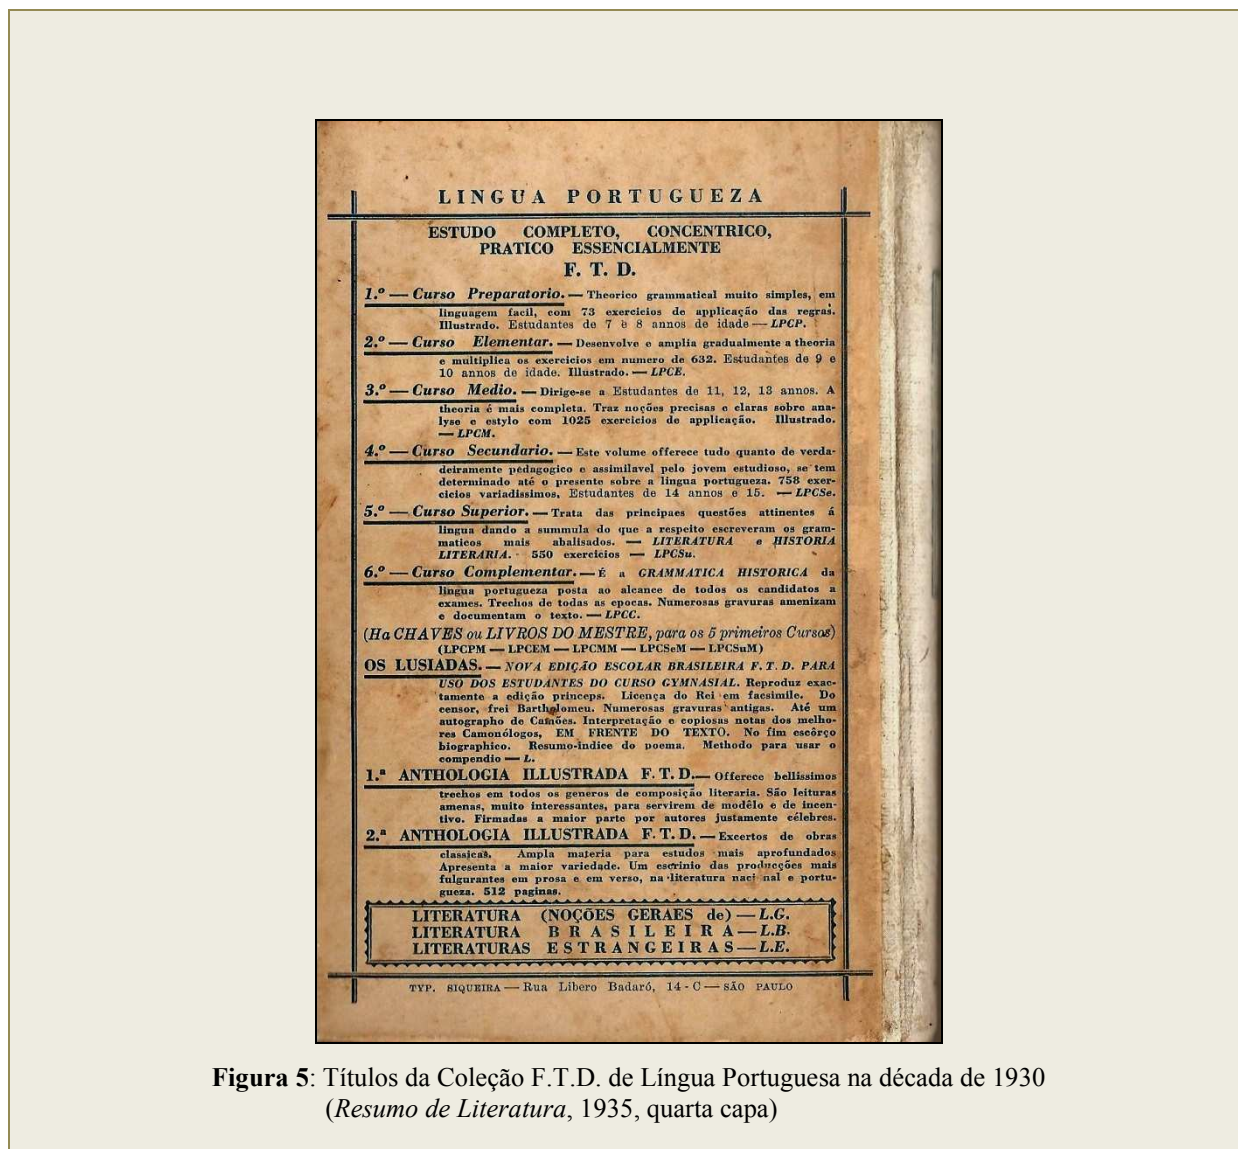 LINGUA PORTUGUEZA
ESTUDO COMPLETO, CONCENTRICO,
PRATICO ESSENCIALMENTE
F. T. D.
1.º — Curso Preparatorio. — Theorico grammatical muito simples, em
linguagem facil, com 73 exercicios de applicação das regras.
Illustrado. Estudantes de 7 e 8 annos de idade — LPCP.
2.º — Curso Elementar. — Desenvolve e amplia gradualmente a theoria
e multiplica os exercicios em numero de 632. Estudantes de 9 e
10 annos de idade. Illustrado. — LPCE.
3.º — Curso Medio. — Dirige-se a Estudantes de 11, 12, 13 annos. A
theoria é mais completa. Traz noções precisas e claras sobre ana-
lyse e estylo com 1025 exercicios de applicação. Illustrado.
— LPCM.
4.º — Curso Secundario. — Este volume offerece tudo quanto de verda-
deiramente pedagogico e assimilavel pelo jovem estudioso, se tem
determinado até o presente sobre a lingua portugueza. 758 exer-
cicios variadissimos, Estudantes de 14 annos e 15. — LPCSe.
5.º — Curso Superior. — Trata das principaes questões attinentes á
lingua dando a summula do que a respeito escreveram os gram-
maticos mais abalisados. — LITERATURA e HISTORIA
LITERARIA. - 550 exercicios — LPCSu.
6.º — Curso Complementar. — É a GRAMMATICA HISTORICA da
lingua portugueza posta ao alcance de todos os candidatos a
exames. Trechos de todas as epocas. Numerosas gravuras amenizam
e documentam o texto. — LPCC.
(Ha CHAVES ou LIVROS DO MESTRE, para os 5 primeiros Cursos)
(LPCPM — LPCEM — LPCMM — LPCSeM — LPCSuM)
OS LUSIADAS. — NOVA EDIÇÃO ESCOLAR BRASILEIRA F. T. D. PARA
USO DOS ESTUDANTES DO CURSO GYMNASIAL. Reproduz exac-
tamente a edição princeps. Licença do Rei em facsimile. Do
censor, frei Bartholomeu. Numerosas gravuras antigas. Até um
autographo de Camões. Interpretação e copiosas notas dos melho-
res Camonólogos, EM FRENTE DO TEXTO. No fim escôrço
biographico. Resumo-indice do poema. Methodo para usar o
compendio — L.
1.ª ANTHOLOGIA ILLUSTRADA F. T. D. — Offerece bellissimos
trechos em todos os generos de composição literaria. São leituras
amenas, muito interessantes, para servirem de modêlo e de incen-
tivo. Firmadas a maior parte por autores justamente célebres.
2.ª ANTHOLOGIA ILLUSTRADA F. T. D. — Excertos de obras
classicas. Ampla materia para estudos mais aprofundados
Apresenta a maior variedade. Um escrinio das producções mais
fulgurantes em prosa e em verso, na literatura naci nal e portu-
gueza. 512 paginas.
LITERATURA (NOÇÕES GERAES de) — L.G.
LITERATURA BRASILEIRA — L.B.
LITERATURAS ESTRANGEIRAS — L.E.
TYP. SIQUEIRA — Rua Líbero Badaró, 14 - C — SÃO PAULO
Figura 5: Títulos da Coleção F.T.D. de Língua Portuguesa na década de 1930
(Resumo de Literatura, 1935, quarta capa)